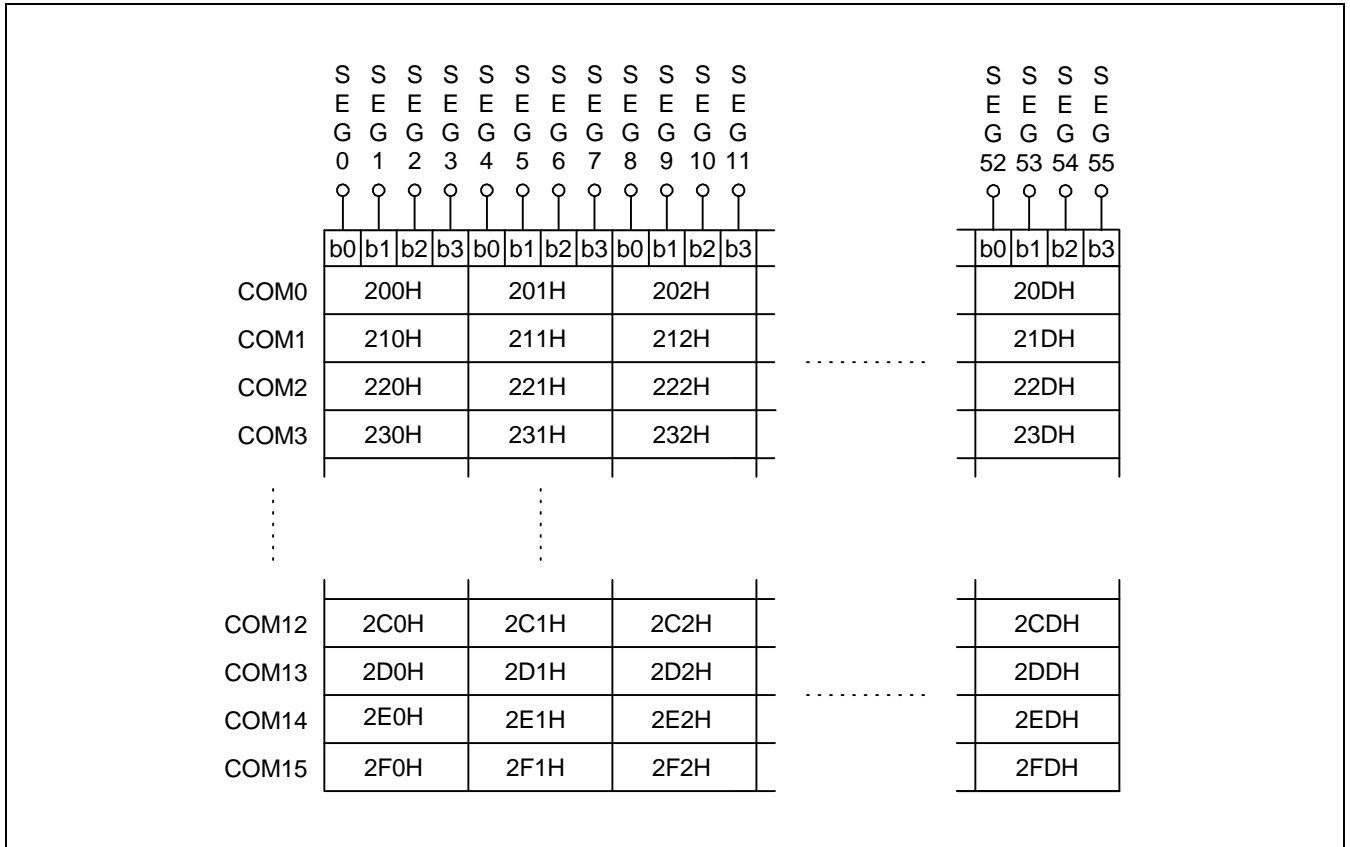 S S S S S S S S S S S S S S S S
E E E E E E E E E E E E E E E E
G G G G G G G G G G G G G G G G
0 1 2 3 4 5 6 7 8 9 10 11 52 53 54 55
b0 b1 b2 b3 b0 b1 b2 b3 b0 b1 b2 b3 b0 b1 b2 b3
COM0 200H 201H 202H 20DH
COM1 210H 211H 212H 21DH
COM2 220H 221H 222H 22DH
COM3 230H 231H 232H 23DH
COM12 2C0H 2C1H 2C2H 2CDH
COM13 2D0H 2D1H 2D2H 2DDH
COM14 2E0H 2E1H 2E2H 2EDH
COM15 2F0H 2F1H 2F2H 2FDH